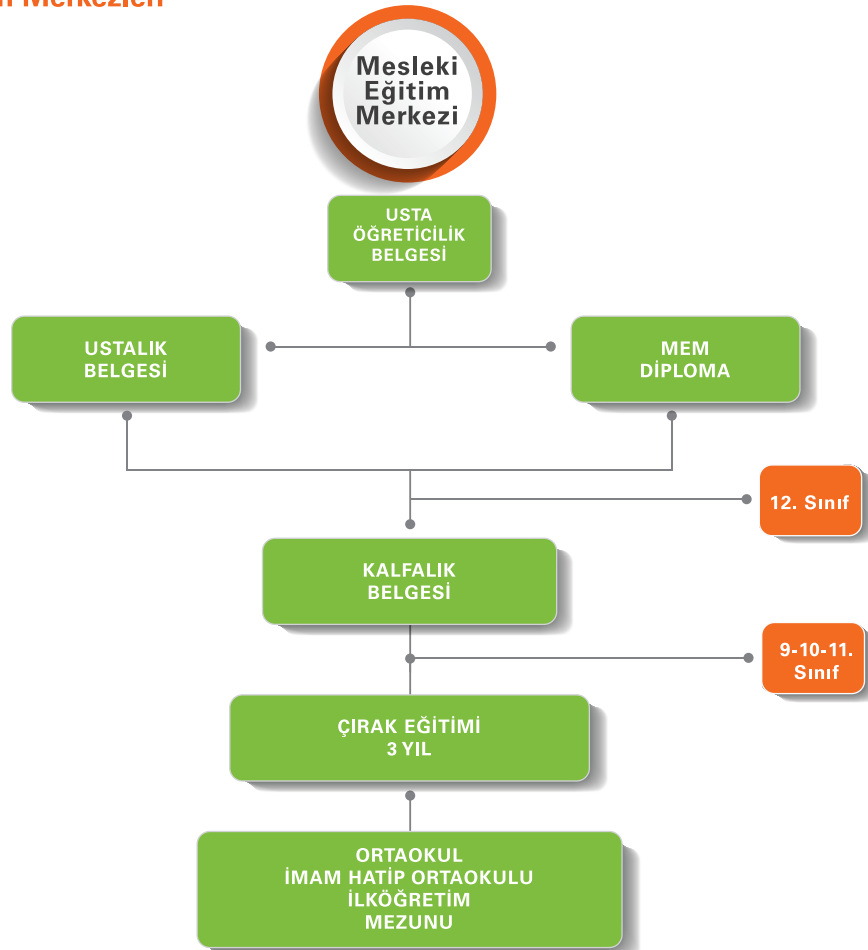 Merkezleri
Mesleki
Eğitim
Merkezi
USTA
ÖĞRETİCİLİK
BELGESİ
USTALIK
BELGESİ
MEM
DİPLOMA
12. Sınıf
KALFALIK
BELGESİ
9-10-11.
Sınıf
ÇIRAK EĞİTİMİ
3 YIL
ORTAOKUL
İMAM HATİP ORTAOKULU
İLKÖĞRETİM
MEZUNU